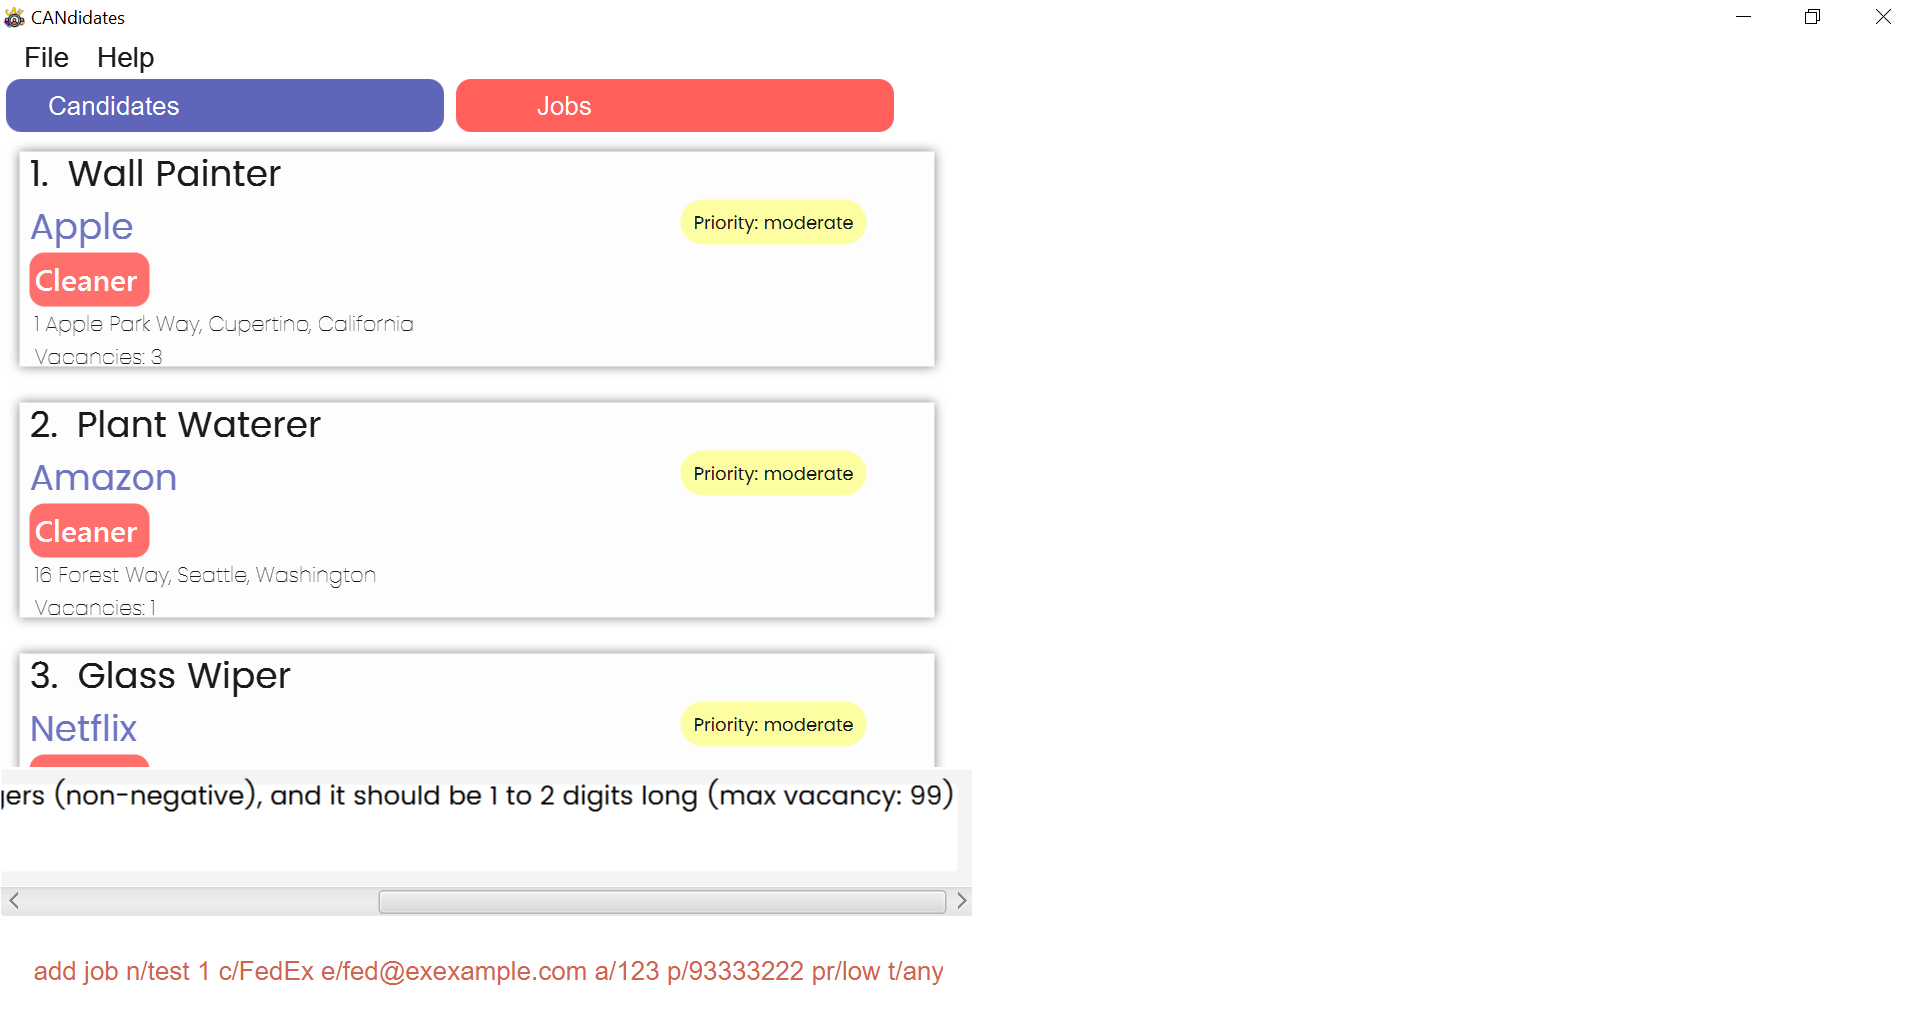 CANdidates
File Help
Candidates Jobs
1. Wall Painter
Apple
Priority: moderate
Cleaner
1 Apple Park Way, Cupertino, California
Vacancies: 3
2. Plant Waterer
Amazon
Priority: moderate
Cleaner
16 Forest Way, Seattle, Washington
Vacancies: 1
3. Glass Wiper
Netflix
Priority: moderate
(non-negative), and it should be 1 to 2 digits long (max vacancy: 99)
add job n/test 1 c/FedEx e/fed@exexample.com a/123 p/93333222 pr/low t/any